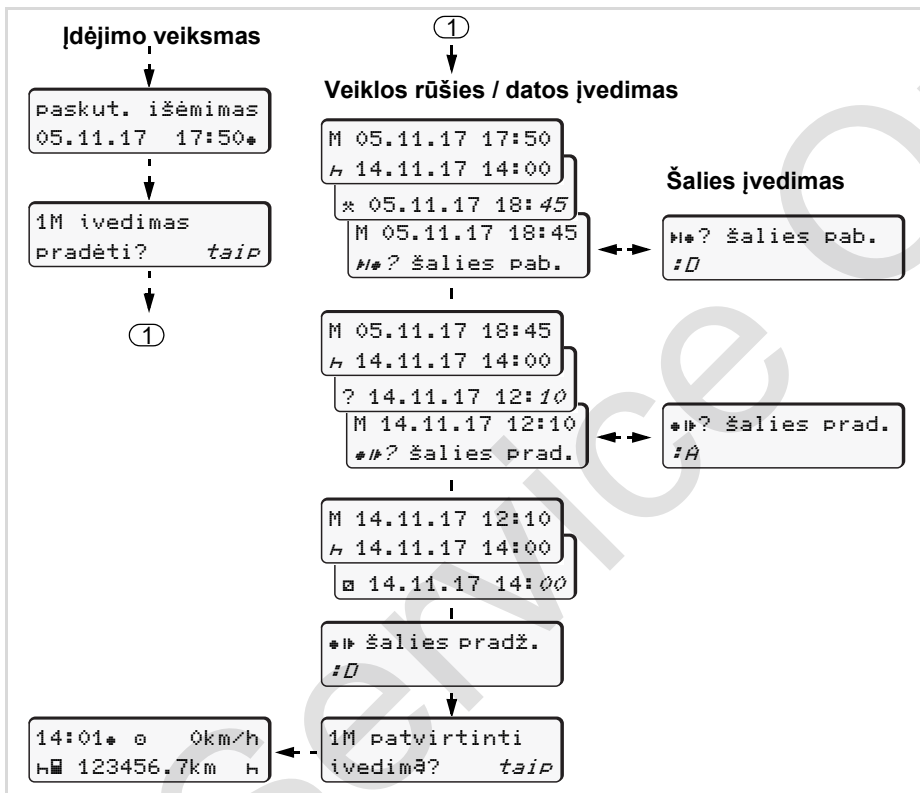 Įdėjimo veiksmas
paskut. išėmimas
05.11.17 17:50
1M ivedimas
pradėti? taip
1
1
Veiklos rūšies / datos įvedimas
M 05.11.17 17:50
14.11.17 14:00
05.11.17 18:45
M 05.11.17 18:45
? šalies pab.
Šalies įvedimas
? šalies pab.
:D
M 05.11.17 18:45
14.11.17 14:00
? 14.11.17 12:10
M 14.11.17 12:10
? šalies prad.
? šalies prad.
:A
M 14.11.17 12:10
14.11.17 14:00
14.11.17 14:00
šalies pradž.
:D
1M patvirtinti
ivedimą? taip
14:01 0km/h
123456.7km
Service O